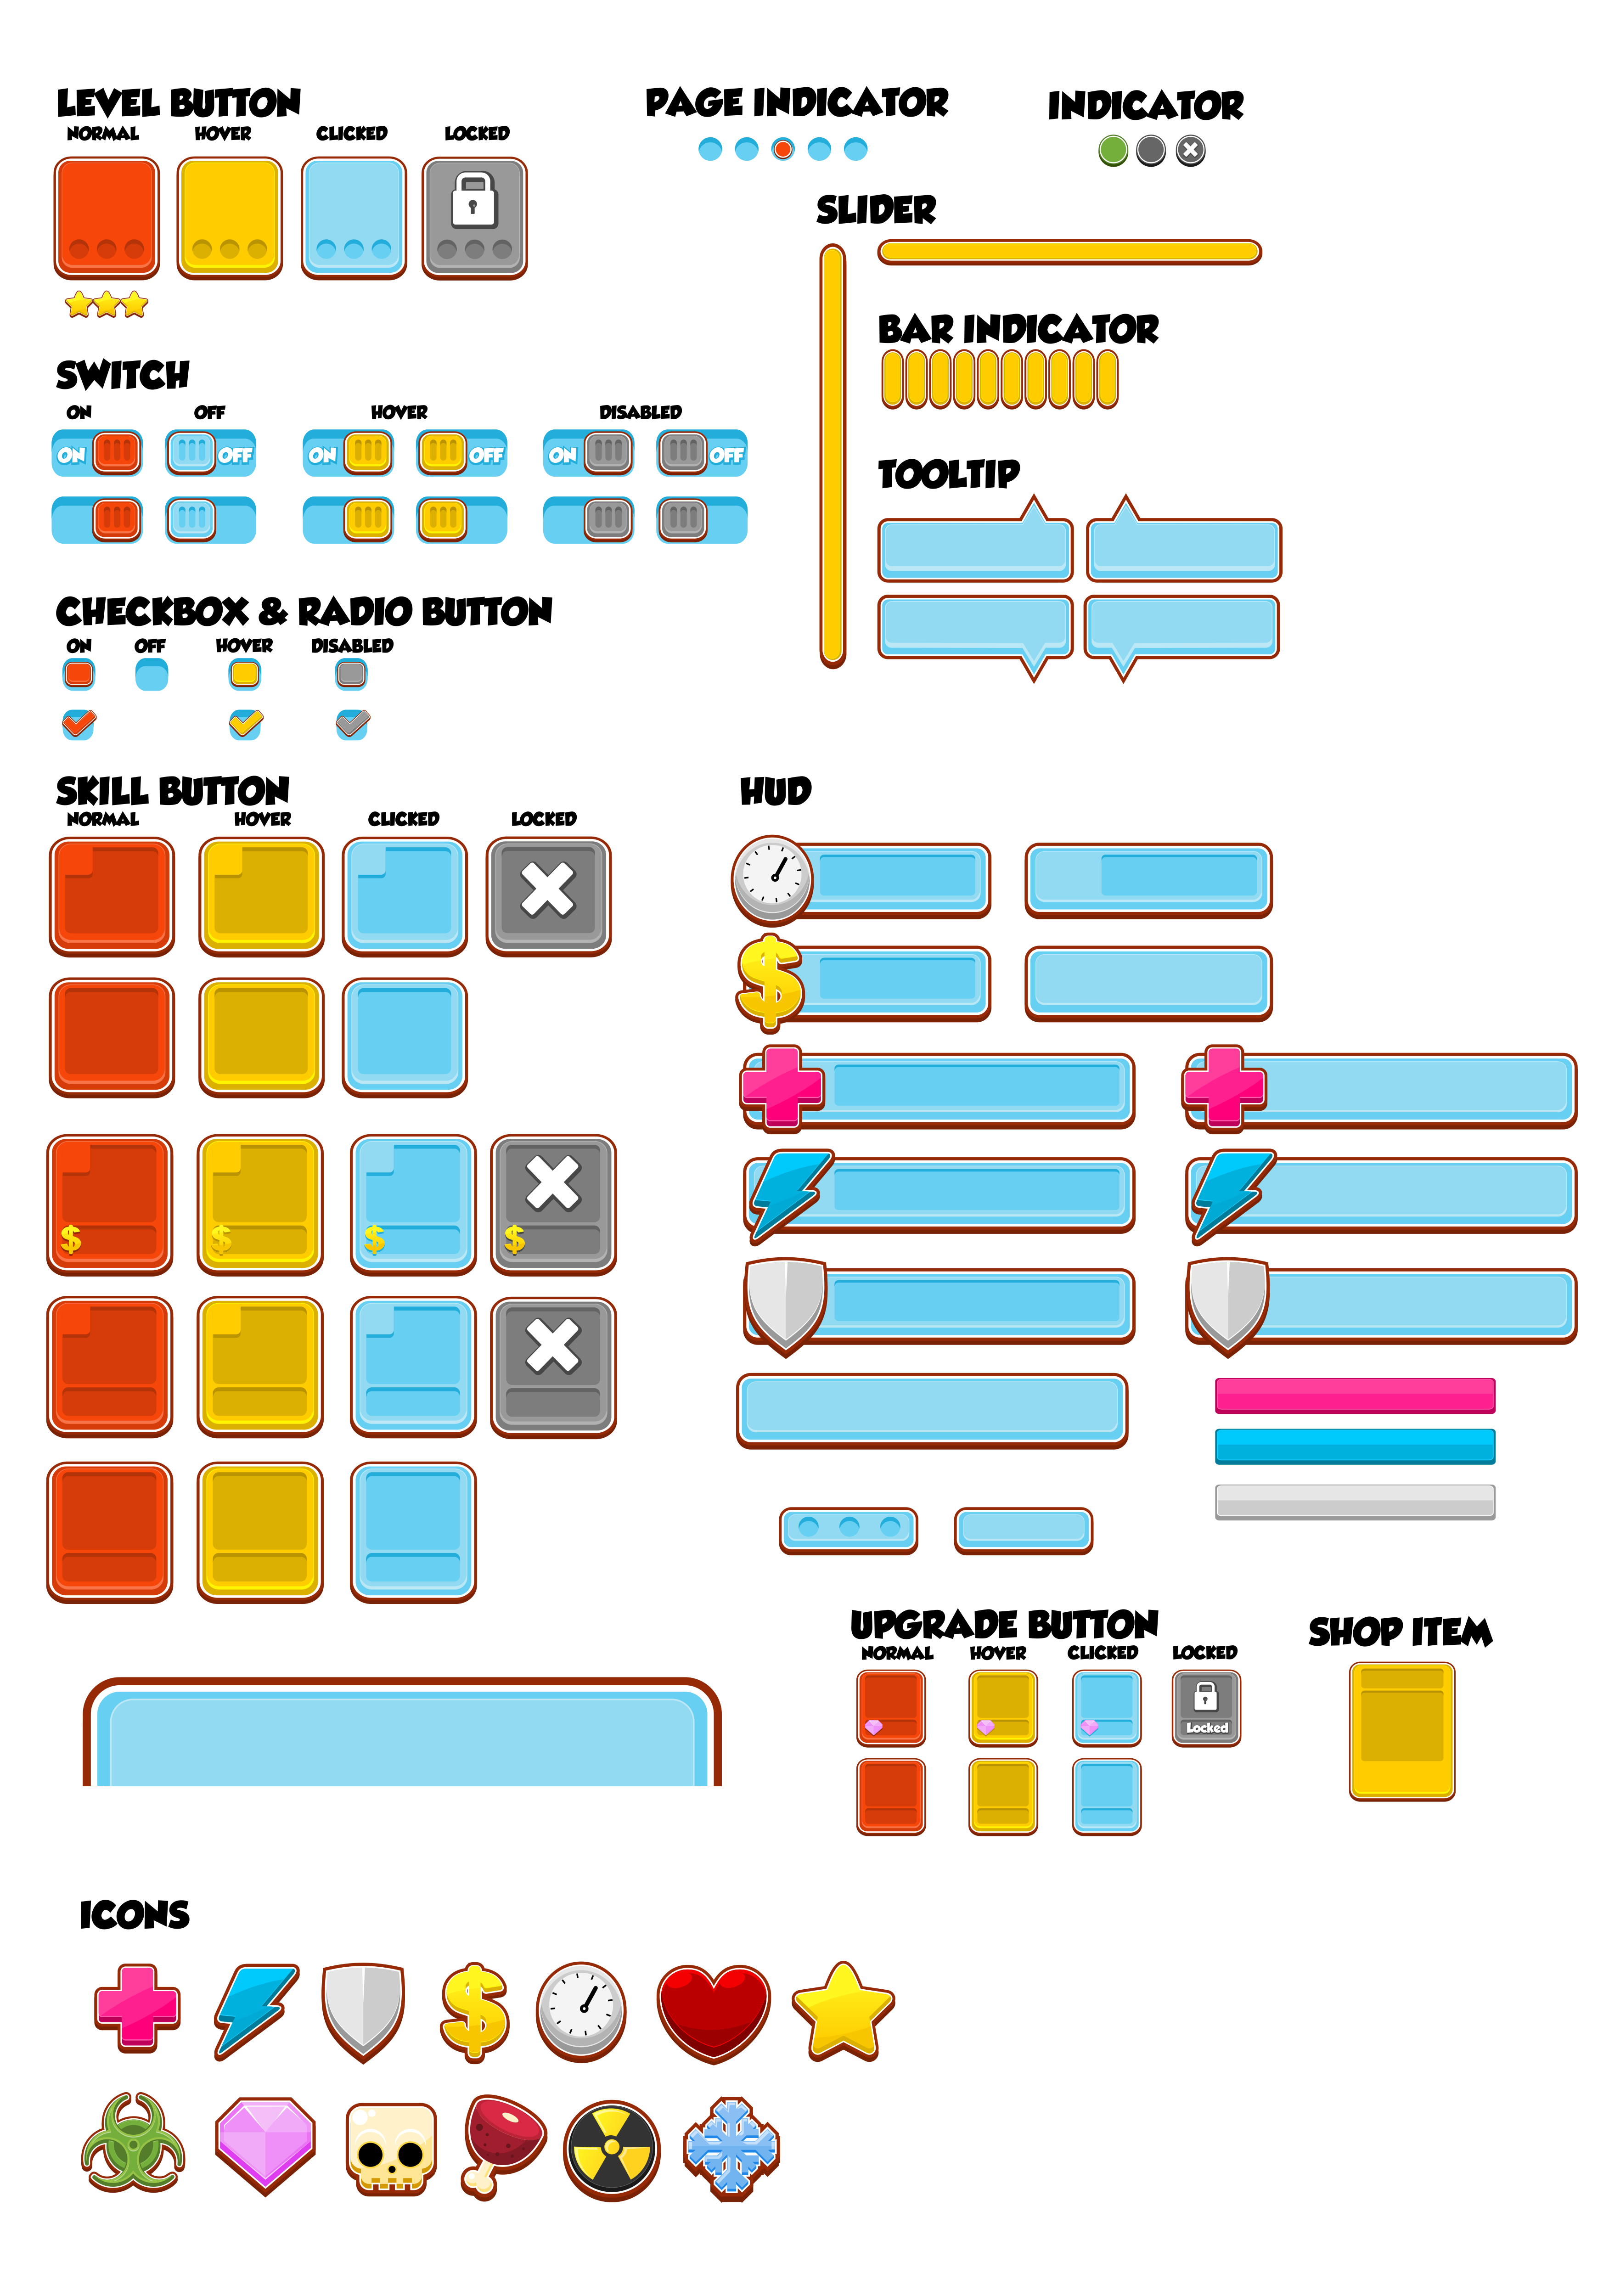 LEVEL BUTTON
NORMAL HOVER CLICKED LOCKED
PAGE INDICATOR
INDICATOR
SLIDER
BAR INDICATOR
SWITCH
ON OFF HOVER DISABLED
ON OFF ON OFF ON OFF
TOOLTIP
CHECKBOX & RADIO BUTTON
ON OFF HOVER DISABLED
SKILL BUTTON
NORMAL HOVER CLICKED LOCKED
$ $ $ $
HUD
$
UPGRADE BUTTON
NORMAL HOVER CLICKED LOCKED
Locked
SHOP ITEM
ICONS
$